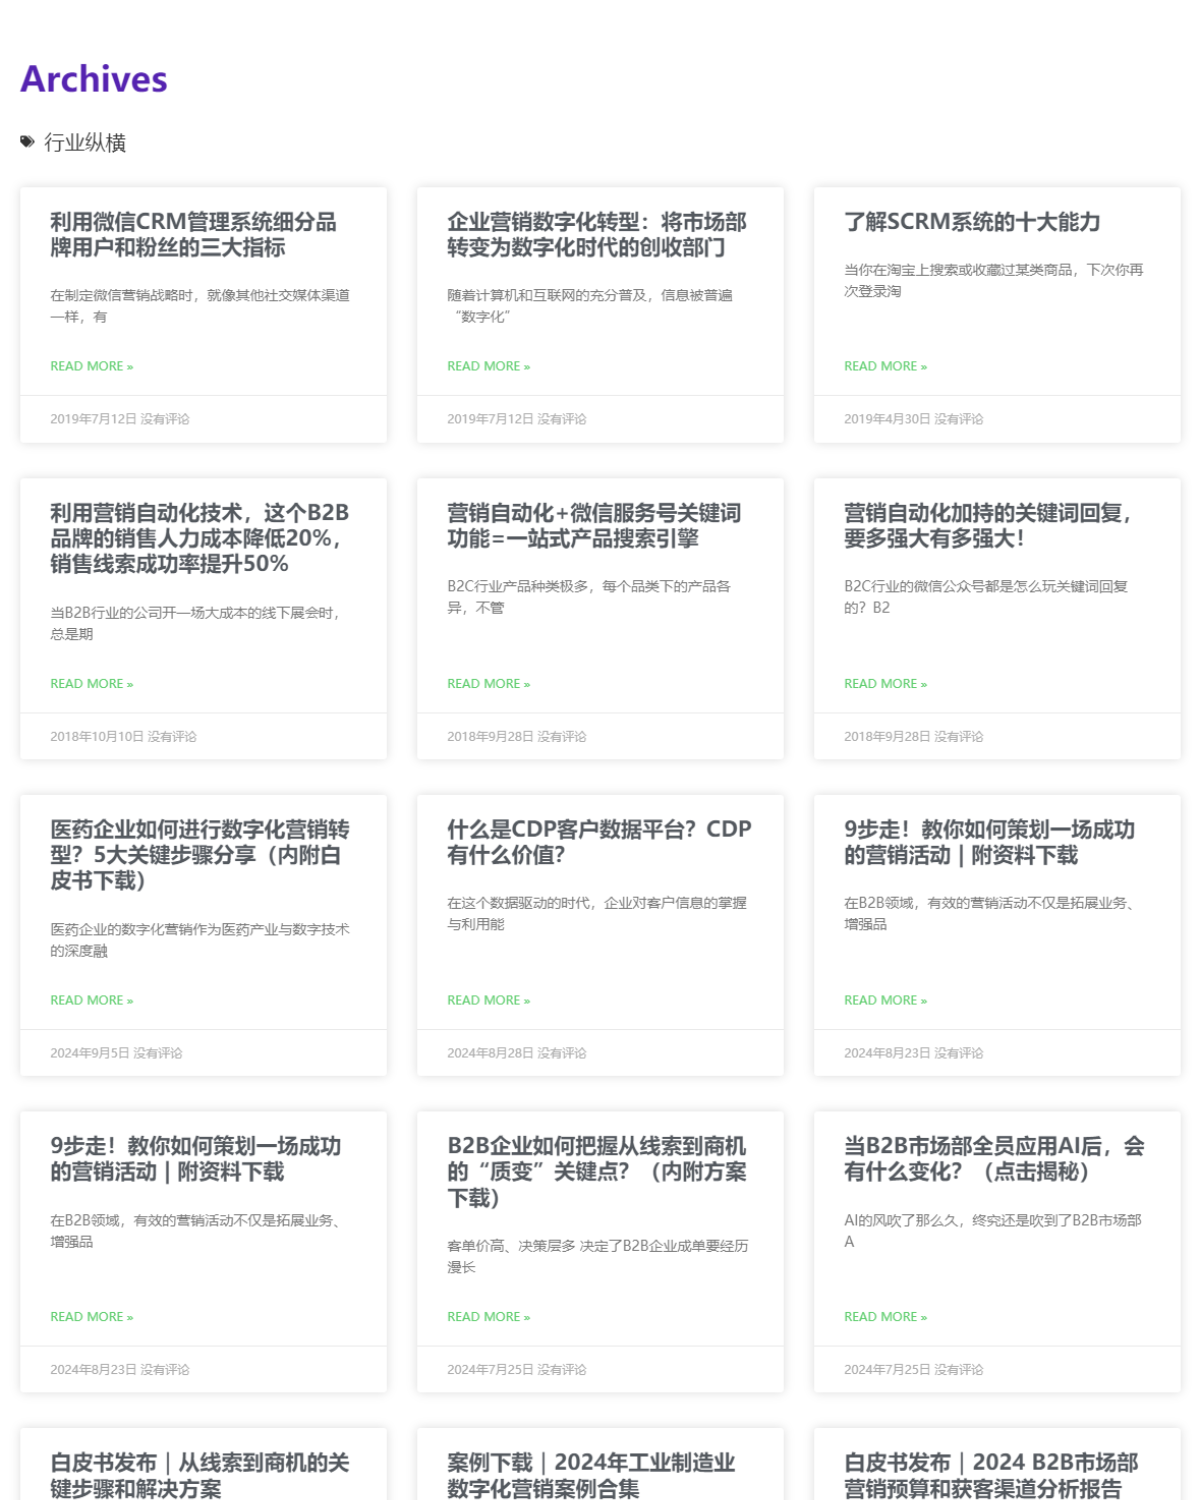 Archives
行业纵横
利用微信CRM管理系统细分品
牌用户和粉丝的三大指标
在制定微信营销战略时，就像其他社交媒体渠道
一样，有
READ MORE »
2019年7月12日 没有评论
企业营销数字化转型：将市场部
转变为数字化时代的创收部门
随着计算机和互联网的充分普及，信息被普遍
“数字化”
READ MORE »
2019年7月12日 没有评论
了解SCRM系统的十大能力
当你在淘宝上搜索或收藏过某类商品，下次你再
次登录淘
READ MORE »
2019年4月30日 没有评论
利用营销自动化技术，这个B2B
品牌的销售人力成本降低20%，
销售线索成功率提升50%
当B2B行业的公司开一场大成本的线下展会时，
总是期
READ MORE »
2018年10月10日 没有评论
营销自动化+微信服务号关键词
功能=一站式产品搜索引擎
B2C行业产品种类极多，每个品类下的产品各
异，不管
READ MORE »
2018年9月28日 没有评论
营销自动化加持的关键词回复，
要多强大有多强大！
B2C行业的微信公众号都是怎么玩关键词回复
的？B2
READ MORE »
2018年9月28日 没有评论
医药企业如何进行数字化营销转
型？5大关键步骤分享（内附白
皮书下载）
医药企业的数字化营销作为医药产业与数字技术
的深度融
READ MORE »
2024年9月5日 没有评论
什么是CDP客户数据平台？CDP
有什么价值？
在这个数据驱动的时代，企业对客户信息的掌握
与利用能
READ MORE »
2024年8月28日 没有评论
9步走！教你如何策划一场成功
的营销活动 | 附资料下载
在B2B领域，有效的营销活动不仅是拓展业务、
增强品
READ MORE »
2024年8月23日 没有评论
9步走！教你如何策划一场成功
的营销活动 | 附资料下载
在B2B领域，有效的营销活动不仅是拓展业务、
增强品
READ MORE »
2024年8月23日 没有评论
B2B企业如何把握从线索到商机
的“质变”关键点？（内附方案
下载）
客单价高、决策层多 决定了B2B企业成单要经历
漫长
READ MORE »
2024年7月25日 没有评论
当B2B市场部全员应用AI后，会
有什么变化？（点击揭秘）
AI的风吹了那么久，终究还是吹到了B2B市场部
A
READ MORE »
2024年7月25日 没有评论
白皮书发布｜从线索到商机的关
键步骤和解决方案
案例下载｜2024年工业制造业
数字化营销案例合集
白皮书发布｜2024 B2B市场部
营销预算和获客渠道分析报告